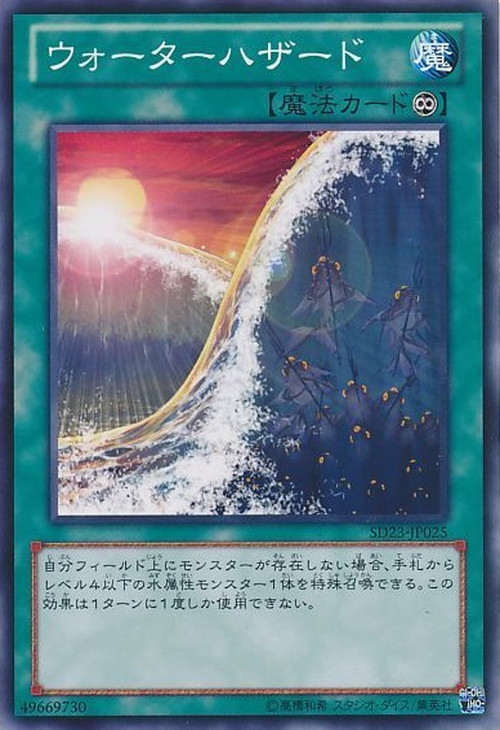 ウォーターハザード
魔
【魔法カード】
SD23-JP025
自分フィールド上にモンスターが存在しない場合、手札から
レベル4以下の水属性モンスター1体を特殊召喚できる。この
効果は1ターンに1度しか使用できない。
49669730
©高橋和希 スタジオ・ダイス/集英社